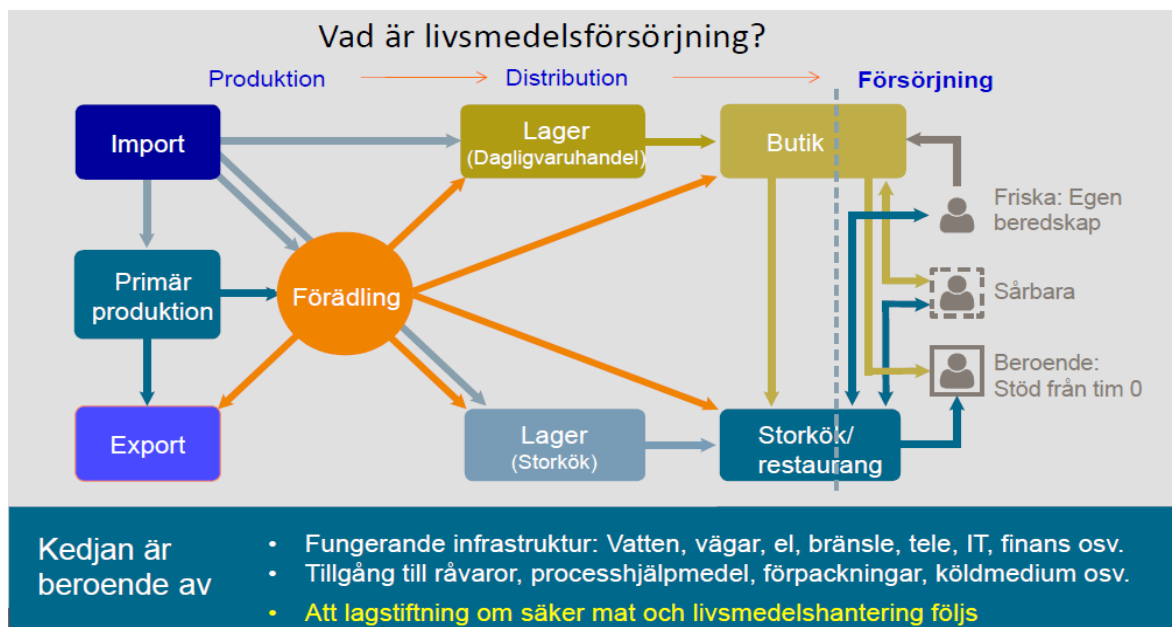 Vad är livsmedelsförsörjning?
Produktion
Distribution
Försörjning
Import
Lager
(Dagligvaruhandel)
Butik
Friska: Egen
beredskap
Primär
produktion
Förädling
Sårbara
Beroende:
Stöd från tim 0
Export
Lager
(Storkök)
Storkök/
restaurang
Kedjan är
beroende av
• Fungerande infrastruktur: Vatten, vägar, el, bränsle, tele, IT, finans osv.
• Tillgång till råvaror, processhjälpmedel, förpackningar, köldmedium osv.
• Att lagstiftning om säker mat och livsmedelshantering följs